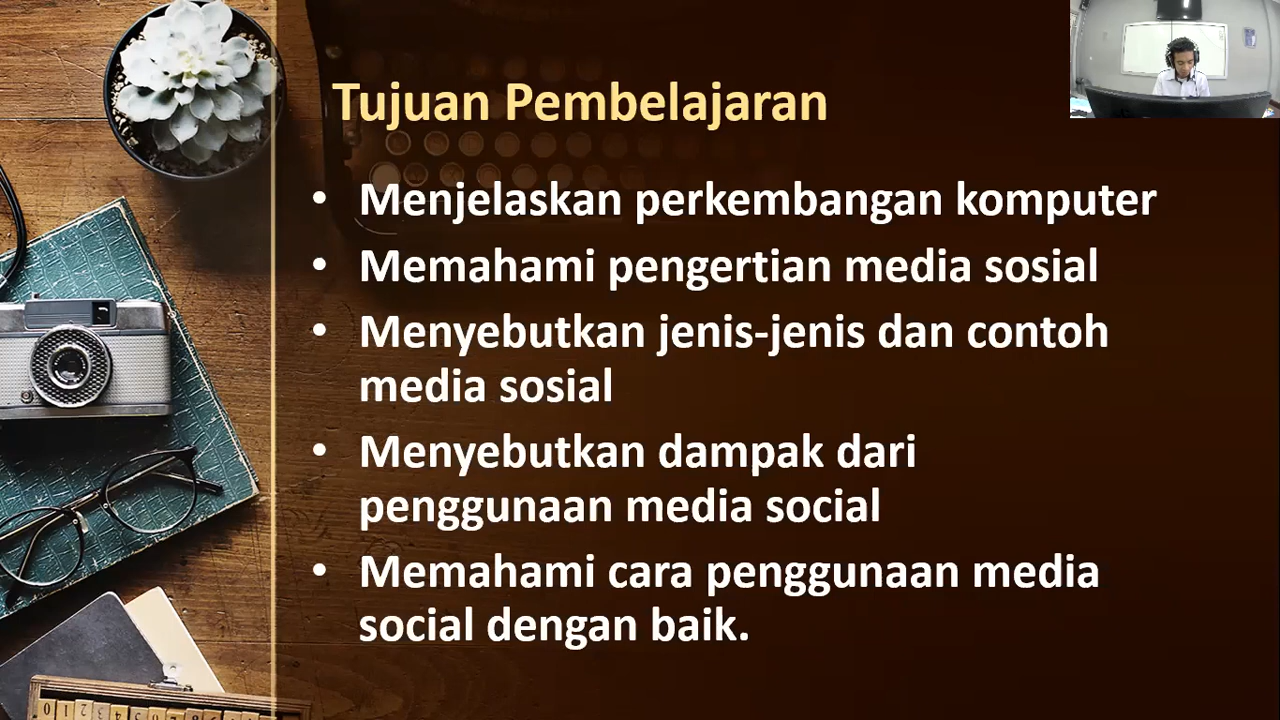 Tujuan Pembelajaran
• Menjelaskan perkembangan komputer
• Memahami pengertian media sosial
• Menyebutkan jenis-jenis dan contoh
media sosial
• Menyebutkan dampak dari
penggunaan media social
• Memahami cara penggunaan media
social dengan baik.